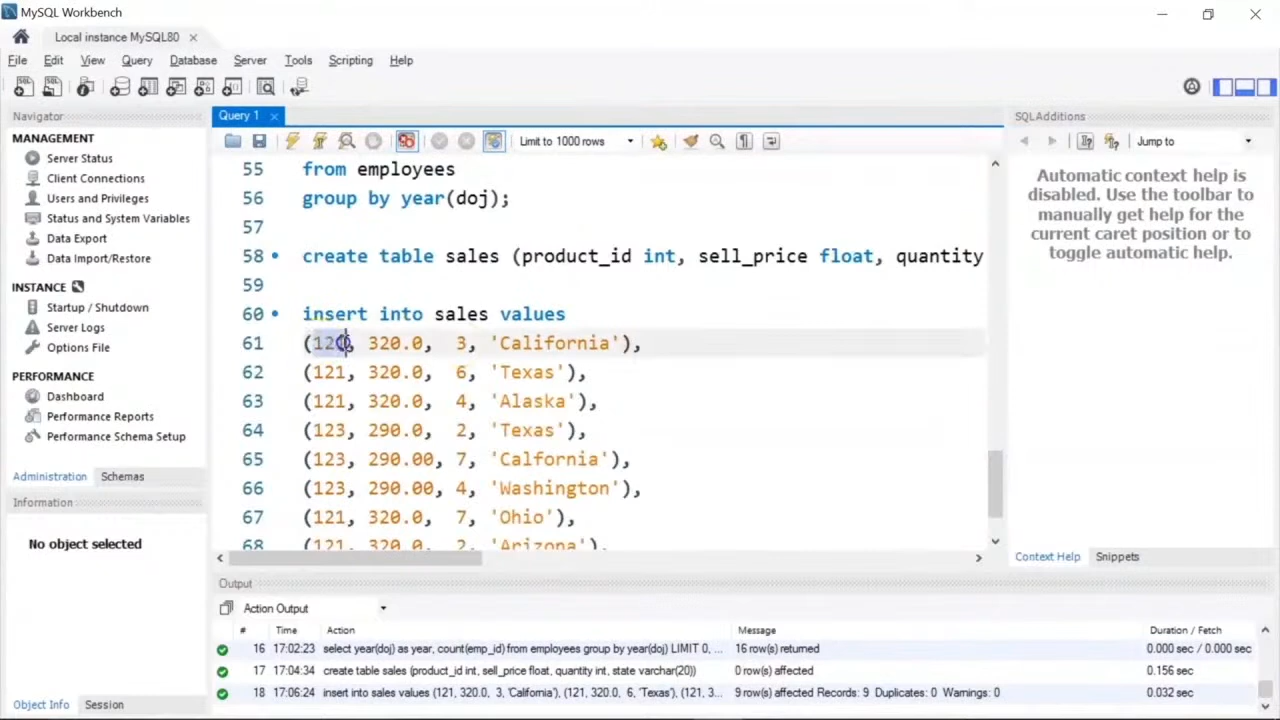 MySQL Workbench
Local instance MySQL80
File Edit View Query Database Server Tools Scripting Help
Navigator
MANAGEMENT
Server Status
Client Connections
Users and Privileges
Status and System Variables
Data Export
Data Import/Restore
INSTANCE
Startup / Shutdown
Server Logs
Options File
PERFORMANCE
Dashboard
Performance Reports
Performance Schema Setup
Administration Schemas
Information
No object selected
Object Info Session
Query 1
Limit to 1000 rows
55 from employees
56 group by year(doj);
57
58 create table sales (product_id int, sell_price float, quantity
59
60 insert into sales values
61 (12 , 320.0, 3, 'California'),
62 (121, 320.0, 6, 'Texas'),
63 (121, 320.0, 4, 'Alaska'),
64 (123, 290.0, 2, 'Texas'),
65 (123, 290.00, 7, 'Calfornia'),
66 (123, 290.00, 4, 'Washington'),
67 (121, 320.0, 7, 'Ohio'),
68 (121, 320.0, 2, 'Arizona'),
SQLAdditions
Jump to
Automatic context help is
disabled. Use the toolbar to
manually get help for the
current caret position or to
toggle automatic help.
Context Help Snippets
Output
Action Output
# Time Action Message Duration / Fetch
16 17:02:23 select year(doj) as year, count(emp_id) from employees group by year(doj) LIMIT 0, ... 16 row(s) returned 0.000 sec / 0.000 sec
17 17:04:34 create table sales (product_id int, sell_price float, quantity int, state varchar(20)) 0 row(s) affected 0.156 sec
18 17:06:24 insert into sales values (121, 320.0, 3, 'California'), (121, 320.0, 6, 'Texas'), (121, 3... 9 row(s) affected Records: 9 Duplicates: 0 Warnings: 0 0.032 sec